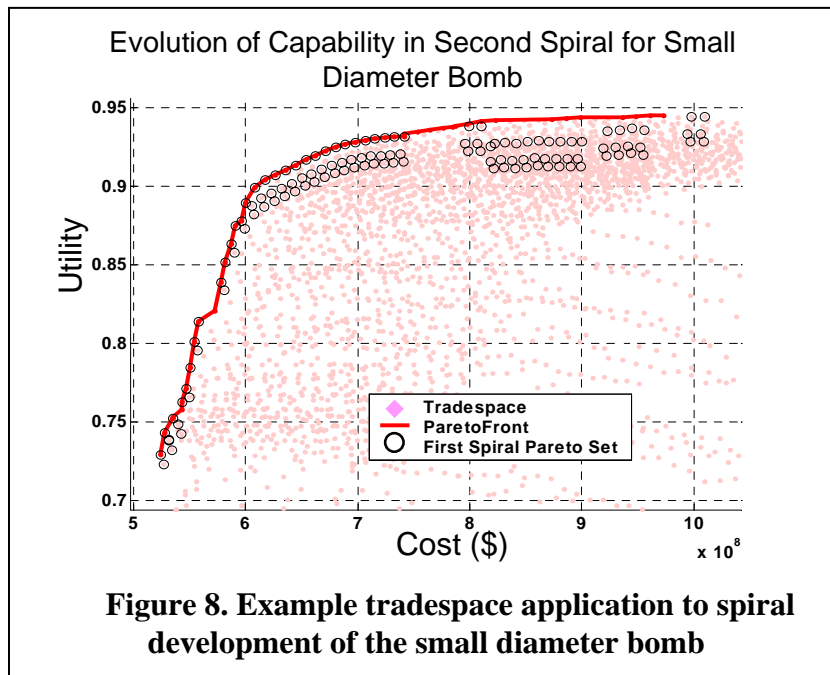 Evolution of Capability in Second Spiral for Small
Diameter Bomb
0.95
0.9
0.85
0.8
0.75
0.7
Utility
Tradespace
ParetoFront
First Spiral Pareto Set
5 6 7 8 9 10
Cost ($)
x 10^8
Figure 8. Example tradespace application to spiral
development of the small diameter bomb